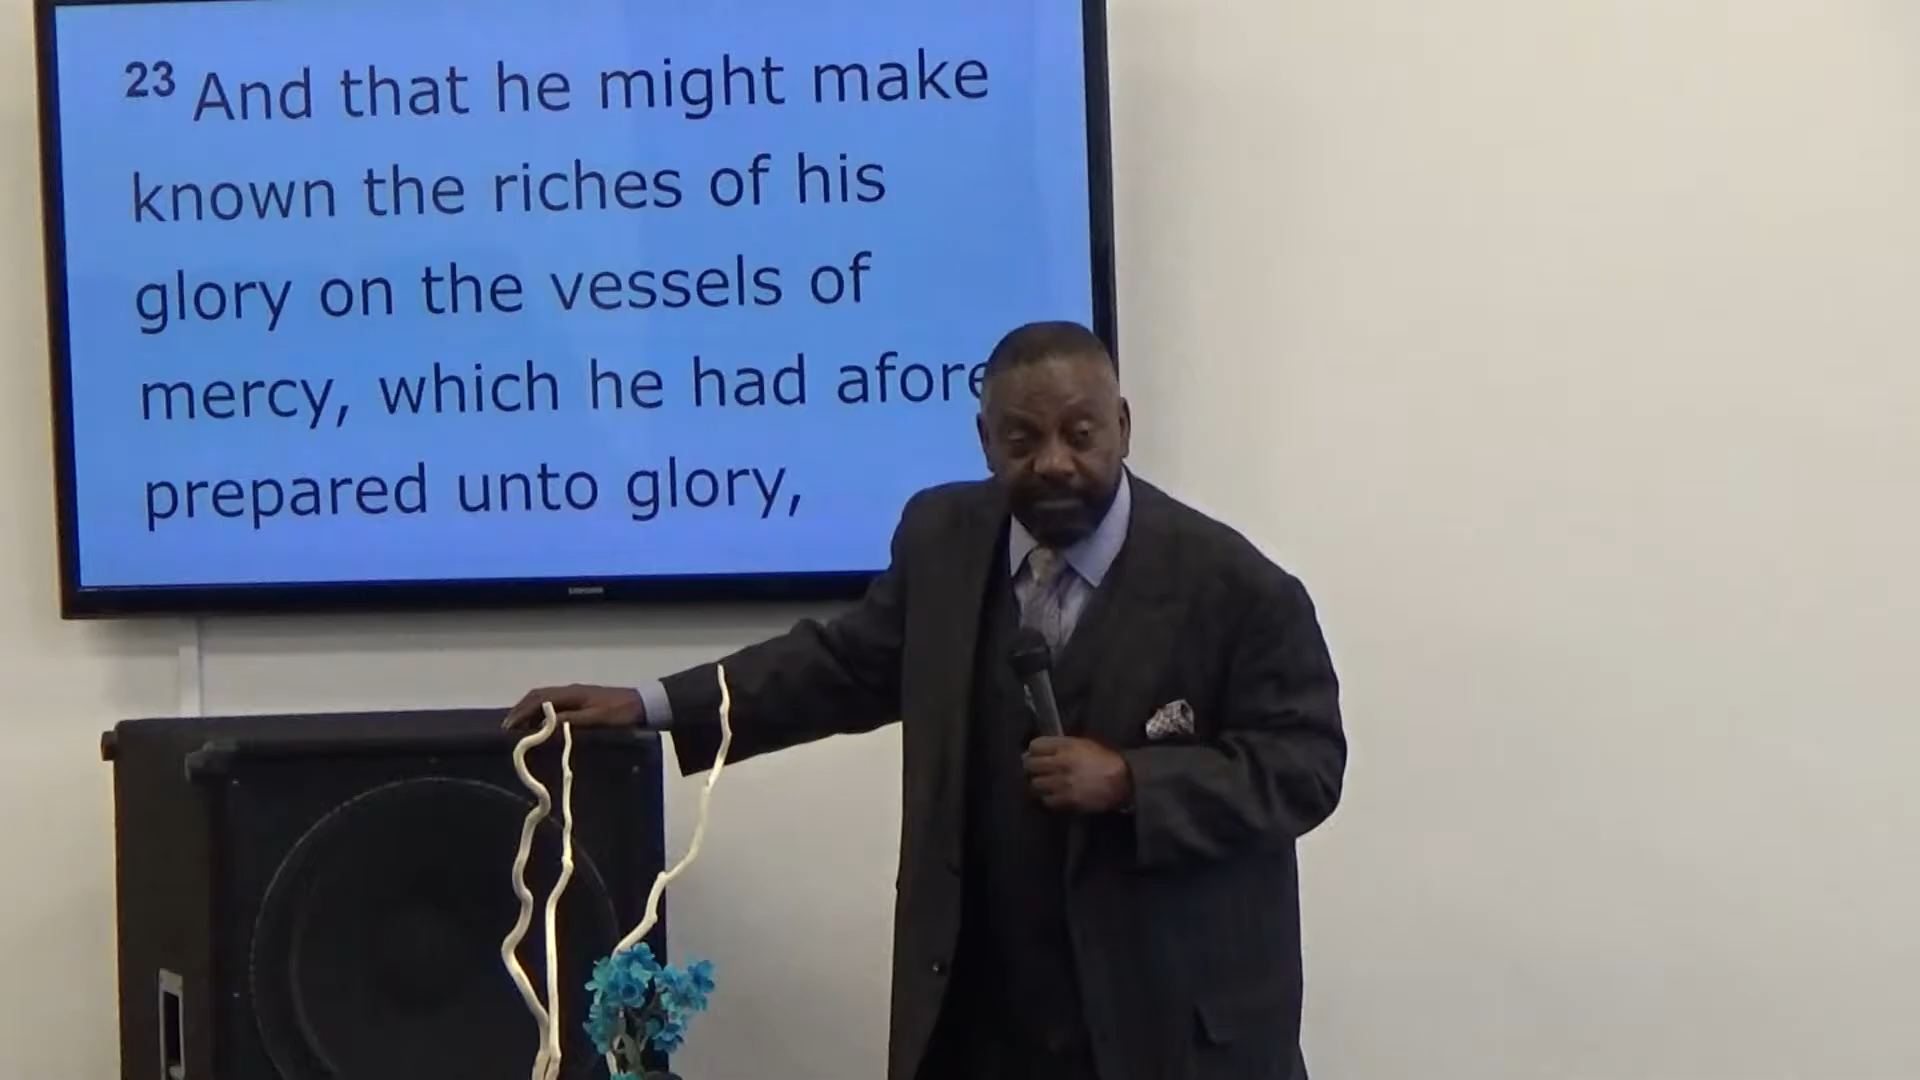 23 And that he might make
known the riches of his
glory on the vessels of
mercy, which he had afore
prepared unto glory,
SAMSUNG